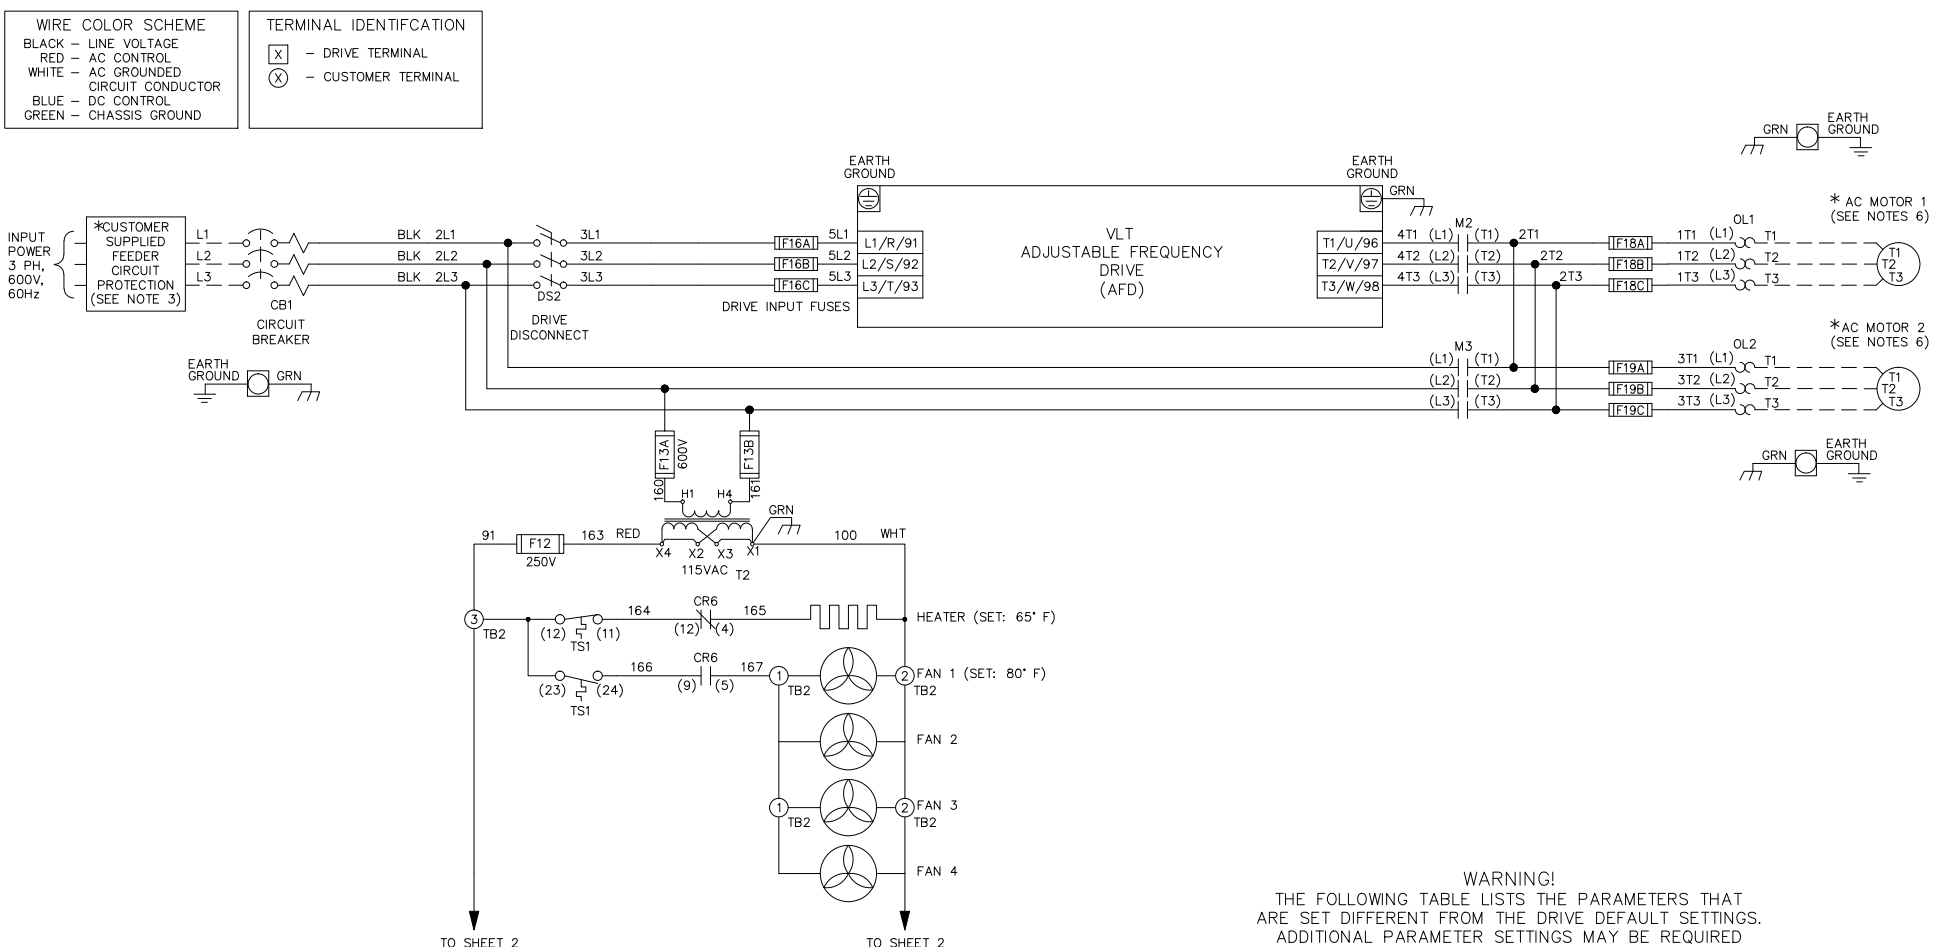 WIRE COLOR SCHEME
BLACK – LINE VOLTAGE
RED – AC CONTROL
WHITE – AC GROUNDED
CIRCUIT CONDUCTOR
BLUE – DC CONTROL
GREEN – CHASSIS GROUND
TERMINAL IDENTIFCATION
X – DRIVE TERMINAL
X – CUSTOMER TERMINAL
INPUT
POWER
3 PH,
600V,
60Hz
*CUSTOMER
SUPPLIED
FEEDER
CIRCUIT
PROTECTION
(SEE NOTE 3)
L1
L2
L3
CB1
CIRCUIT
BREAKER
BLK 2L1
BLK 2L2
BLK 2L3
DS2
DRIVE
DISCONNECT
3L1
3L2
3L3
F16A
F16B
F16C
DRIVE INPUT FUSES
5L1
5L2
5L3
EARTH
GROUND
L1/R/91
L2/S/92
L3/T/93
VLT
ADJUSTABLE FREQUENCY
DRIVE
(AFD)
EARTH
GROUND
GRN
T1/U/96
T2/V/97
T3/W/98
4T1 (L1)
4T2 (L2)
4T3 (L3)
M2
(T1)
(T2)
(T3)
2T1
2T2
2T3
F18A
F18B
F18C
1T1 (L1)
1T2 (L2)
1T3 (L3)
OL1
T1
T2
T3
GRN
EARTH
GROUND
* AC MOTOR 1
(SEE NOTES 6)
T1
T2
T3
M3
(L1) (T1)
(L2) (T2)
(L3) (T3)
F19A
F19B
F19C
3T1 (L1)
3T2 (L2)
3T3 (L3)
OL2
T1
T2
T3
*AC MOTOR 2
(SEE NOTES 6)
T1
T2
T3
GRN
EARTH
GROUND
EARTH
GROUND
GRN
F13A
600V
F13B
160
161
H1 H4
GRN
91
F12
250V
163 RED
X4 X2 X3 X1
115VAC T2
100 WHT
3
TB2
(12) (11)
TS1
164
CR6
(12) (4)
165
HEATER (SET: 65° F)
(23) (24)
TS1
166
CR6
(9) (5)
167
1
TB2
2
TB2
FAN 1 (SET: 80° F)
FAN 2
1
TB2
2
TB2
FAN 3
FAN 4
TO SHEET 2
TO SHEET 2
WARNING!
THE FOLLOWING TABLE LISTS THE PARAMETERS THAT
ARE SET DIFFERENT FROM THE DRIVE DEFAULT SETTINGS.
ADDITIONAL PARAMETER SETTINGS MAY BE REQUIRED